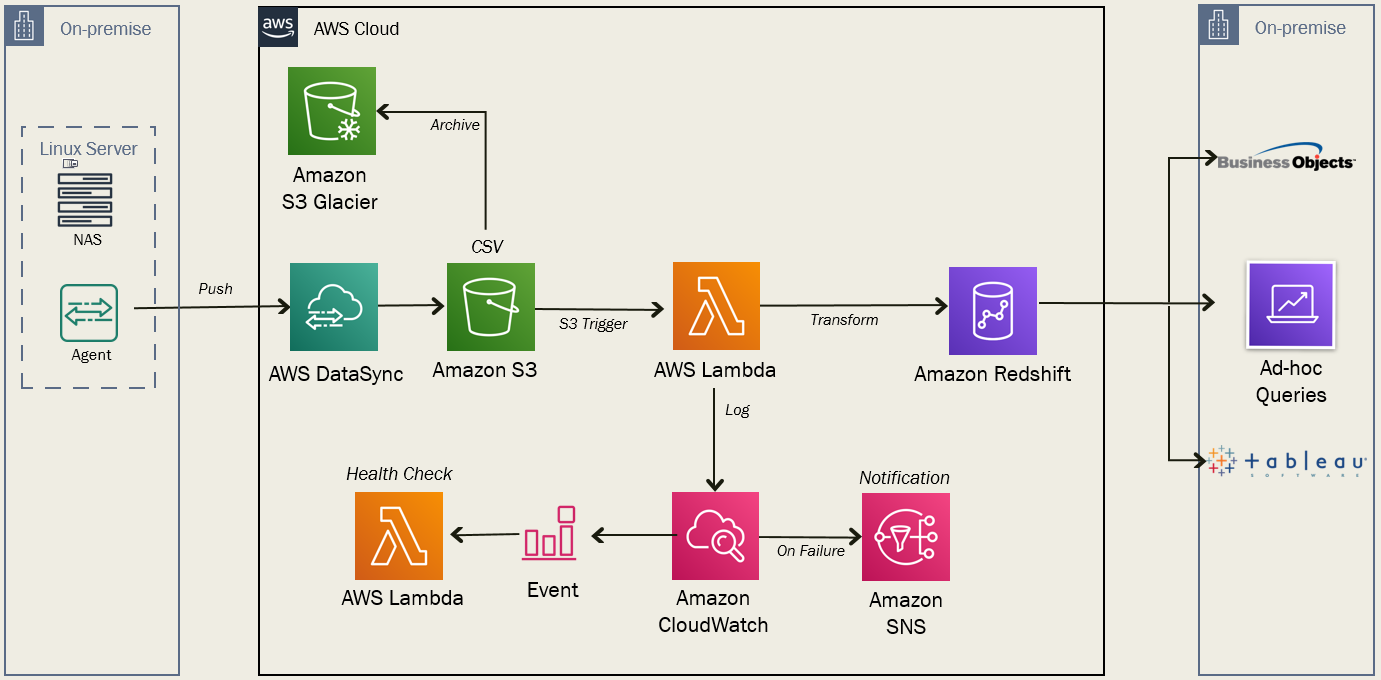 On-premise
Linux Server
NAS
Agent
Push
aws
AWS Cloud
Archive
Amazon
S3 Glacier
CSV
AWS DataSync
Amazon S3
S3 Trigger
AWS Lambda
Transform
Amazon Redshift
Log
Health Check
AWS Lambda
Event
Amazon
CloudWatch
On Failure
Notification
Amazon
SNS
On-premise
Business Objects
Ad-hoc
Queries
tableau
SOFTWARE